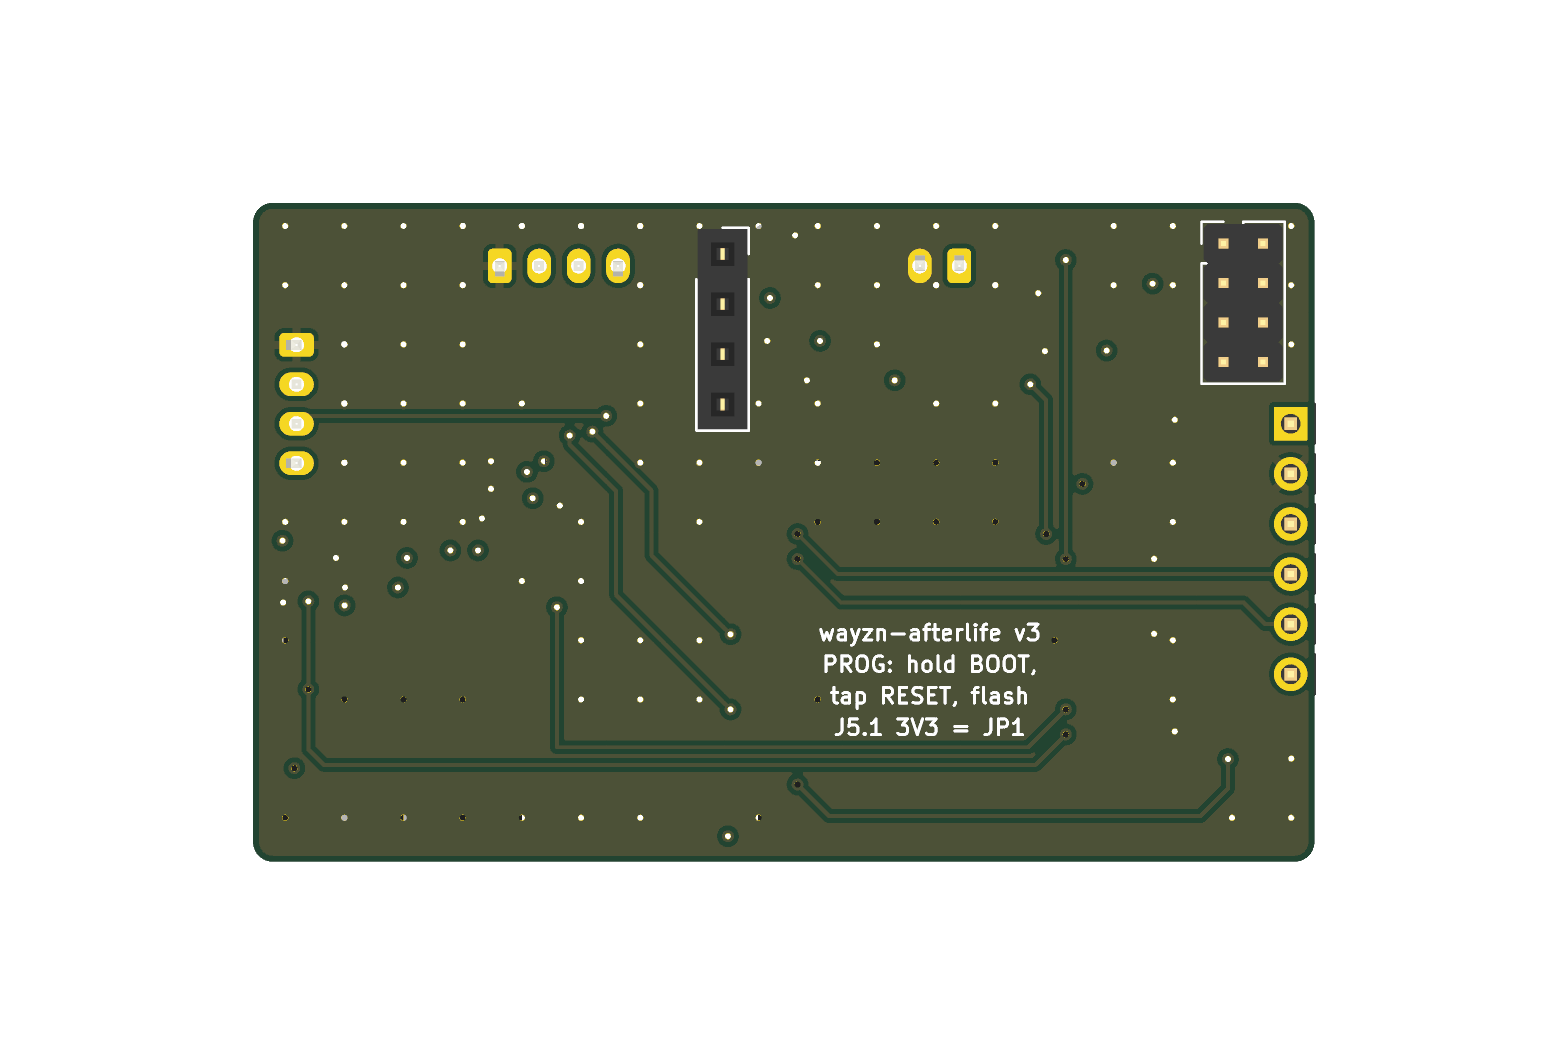 wayzn-afterlife v3
PROG: hold BOOT,
tap RESET, flash
J5.1 3V3 = JP1